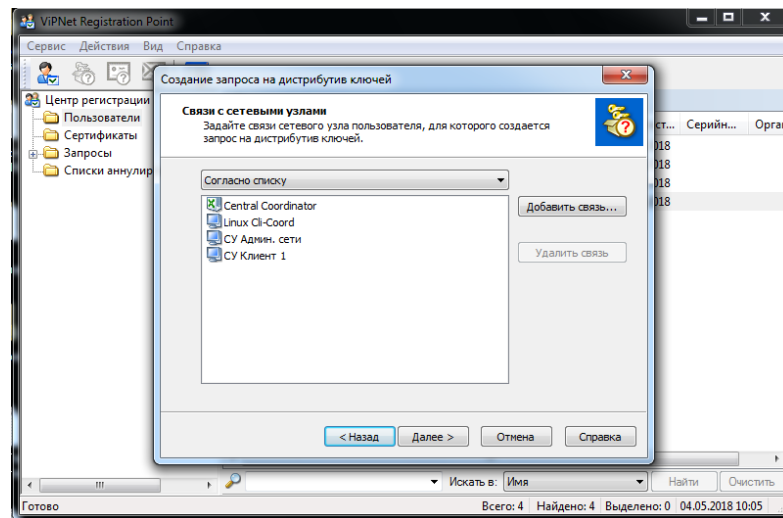 ViPNet Registration Point
Сервис Действия Вид Справка
Создание запроса на дистрибутив ключей
Связи с сетевыми узлами
Задайте связи сетевого узла пользователя, для которого создается
запрос на дистрибутив ключей.
Центр регистрации
Пользователи
Сертификаты
Запросы
Списки аннулир
ст... Серийн... Орга
018
018
018
018
Согласно списку
Central Coordinator
Linux Cli-Coord
СУ Админ. сети
СУ Клиент 1
Добавить связь...
Удалить связь
< Назад Далее > Отмена Справка
Искать в: Имя Найти Очистить
Готово Всего: 4 Найдено: 4 Выделено: 0 04.05.2018 10:05